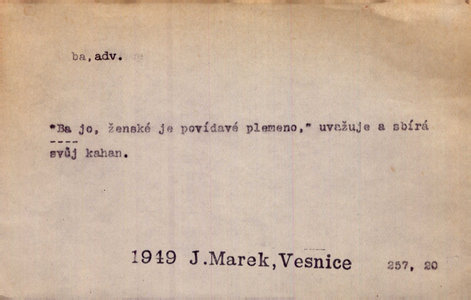 ba, adv.
"Ba jo, ženské je povídavé plemeno," uvažuje a sbírá
svůj kahan.
1949 J.Marek,Vesnice 257, 20